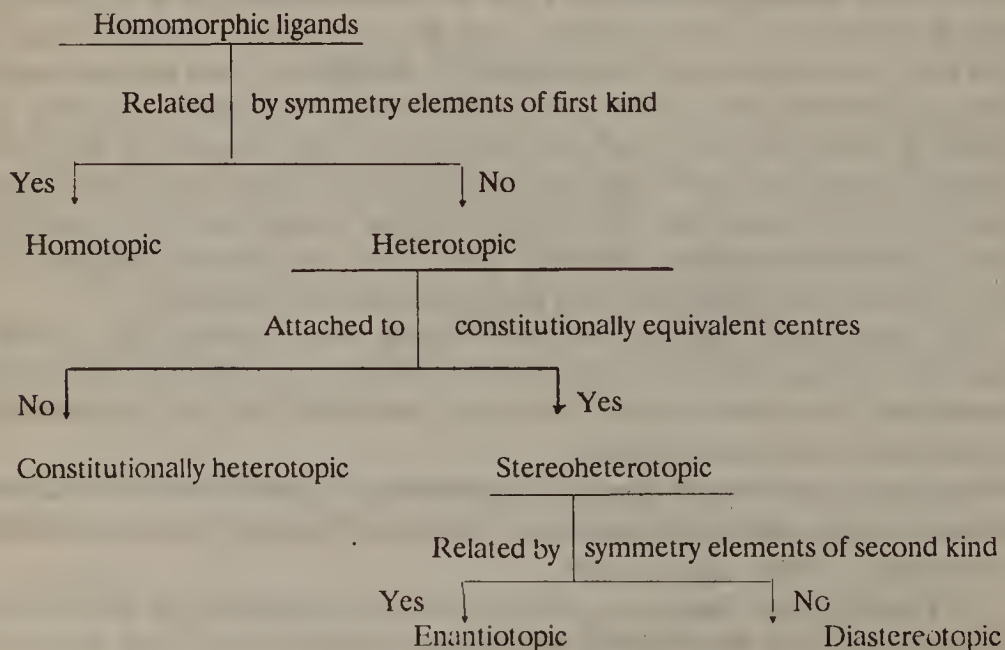 Homomorphic ligands
Related by symmetry elements of first kind
Yes No
Homotopic Heterotopic
Attached to constitutionally equivalent centres
No Yes
Constitutionally heterotopic Stereoheterotopic
Related by symmetry elements of second kind
Yes No
Enantiotopic Diastereotopic